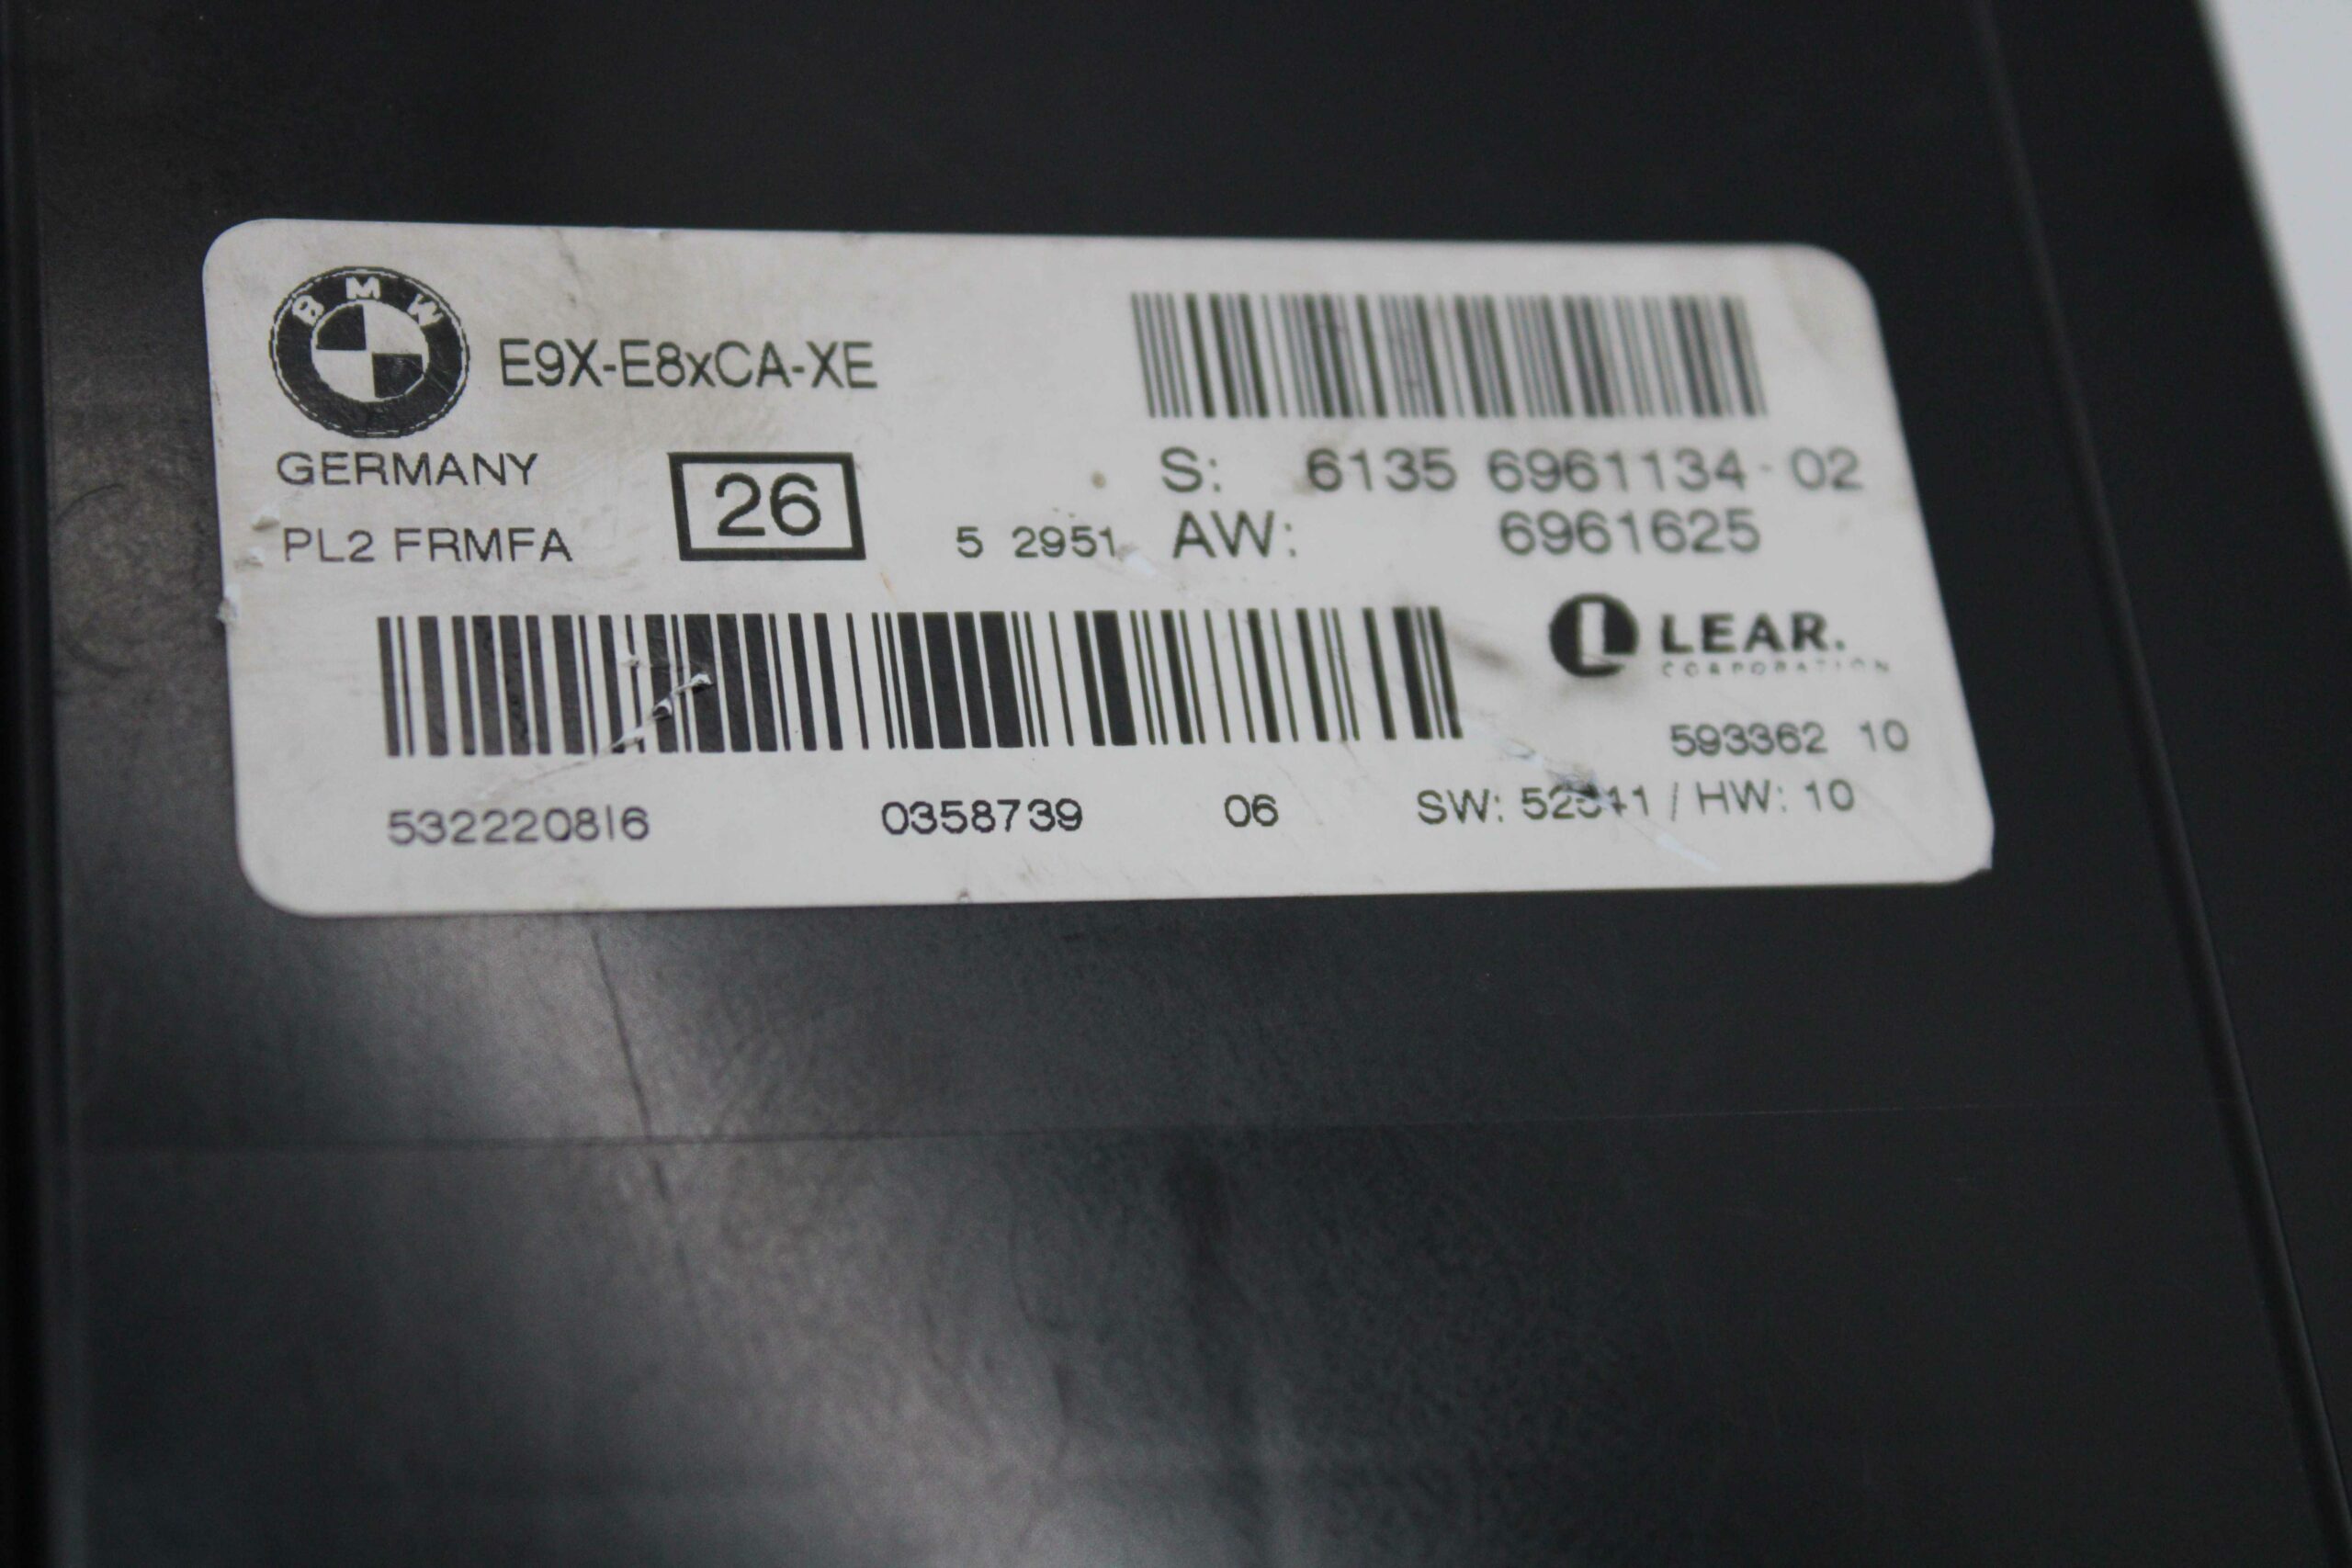 BMW
E9X-E8xCA-XE
GERMANY
PL2 FRMFA
26
5 2951
S: 6135 6961134-02
AW: 6961625
LEAR.
CORPORATION
593362 10
532220816
0358739
06
SW: / HW: 10